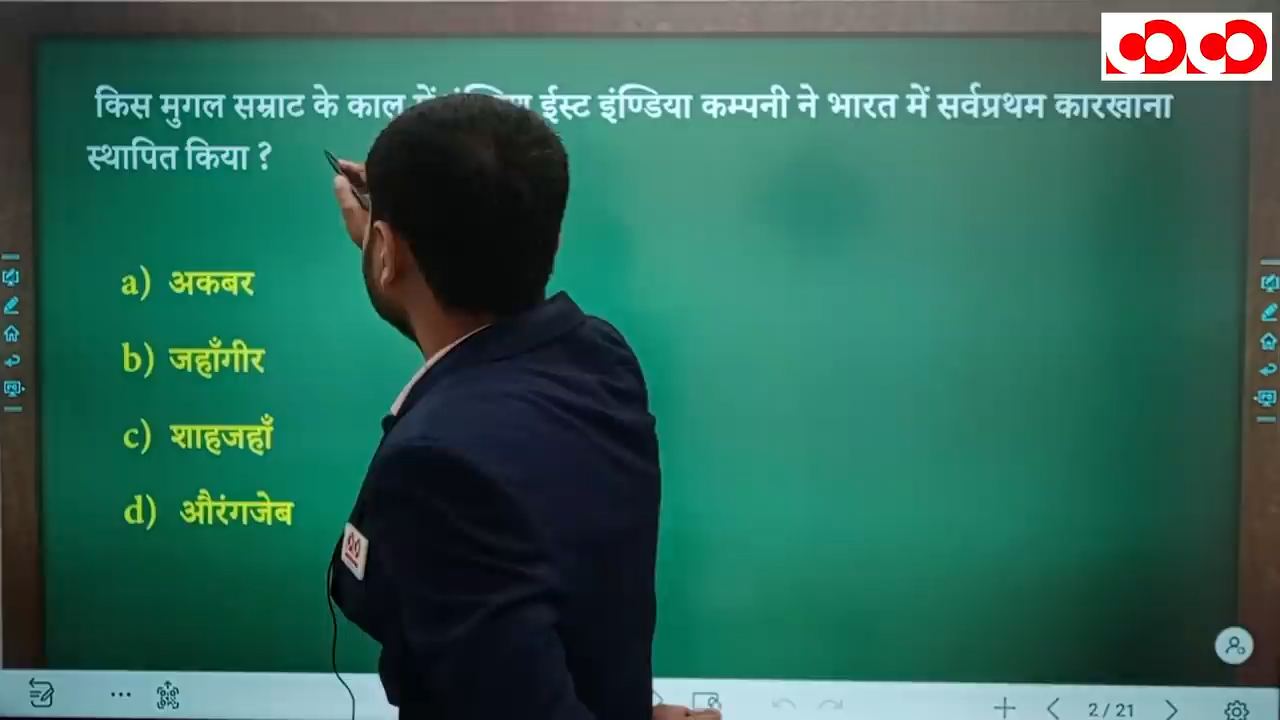 किस मुगल सम्राट के काल ईस्ट इंण्डिया कम्पनी ने भारत में सर्वप्रथम कारखाना
स्थापित किया ?
a) अकबर
b) जहाँगीर
c) शाहजहाँ
d) औरंगजेब
2 / 21